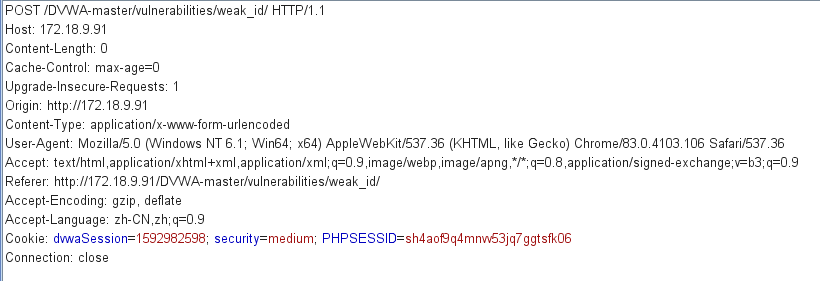 POST /DVWA-master/vulnerabilities/weak_id/ HTTP/1.1
Host: 172.18.9.91
Content-Length: 0
Cache-Control: max-age=0
Upgrade-Insecure-Requests: 1
Origin: http://172.18.9.91
Content-Type: application/x-www-form-urlencoded
User-Agent: Mozilla/5.0 (Windows NT 6.1; Win64; x64) AppleWebKit/537.36 (KHTML, like Gecko) Chrome/83.0.4103.106 Safari/537.36
Accept: text/html,application/xhtml+xml,application/xml;q=0.9,image/webp,image/apng,*/*;q=0.8,application/signed-exchange;v=b3;q=0.9
Referer: http://172.18.9.91/DVWA-master/vulnerabilities/weak_id/
Accept-Encoding: gzip, deflate
Accept-Language: zh-CN,zh;q=0.9
Cookie: dvwaSession=1592982598; security=medium; PHPSESSID=sh4aof9q4mnvv53jq7ggtsfk06
Connection: close